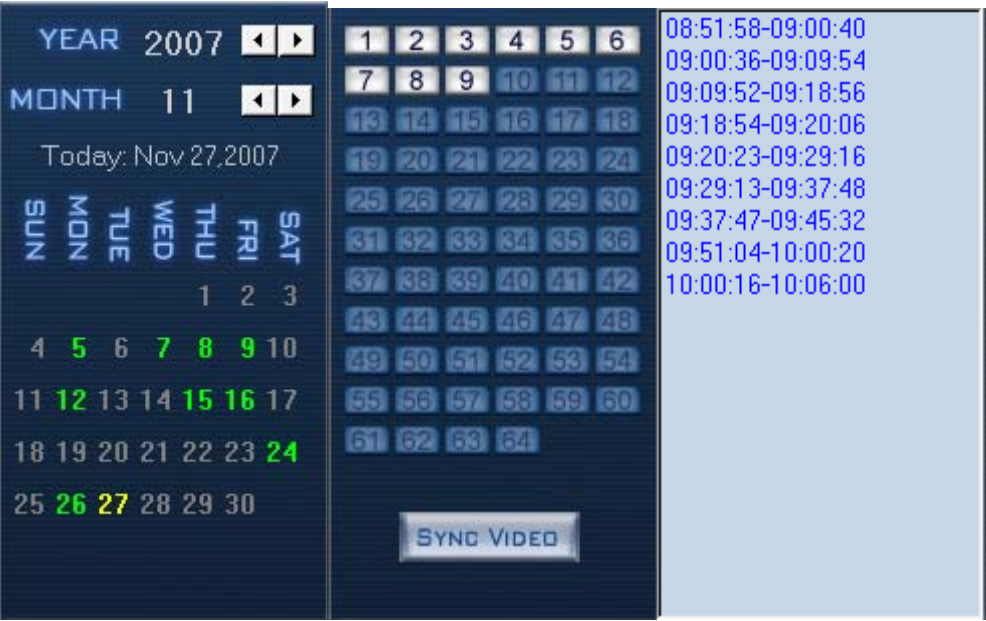 YEAR 2007
MONTH 11
Today: Nov 27,2007
SUN MON TUE WED THU FRI SAT
1 2 3
4 5 6 7 8 9 10
11 12 13 14 15 16 17
18 19 20 21 22 23 24
25 26 27 28 29 30
1 2 3 4 5 6
7 8 9 10 11 12
13 14 15 16 17 18
19 20 21 22 23 24
25 26 27 28 29 30
31 32 33 34 35 36
37 38 39 40 41 42
43 44 45 46 47 48
49 50 51 52 53 54
55 56 57 58 59 60
61 62 63 64
SYNC VIDEO
08:51:58-09:00:40
09:00:36-09:09:54
09:09:52-09:18:56
09:18:54-09:20:06
09:20:23-09:29:16
09:29:13-09:37:48
09:37:47-09:45:32
09:51:04-10:00:20
10:00:16-10:06:00